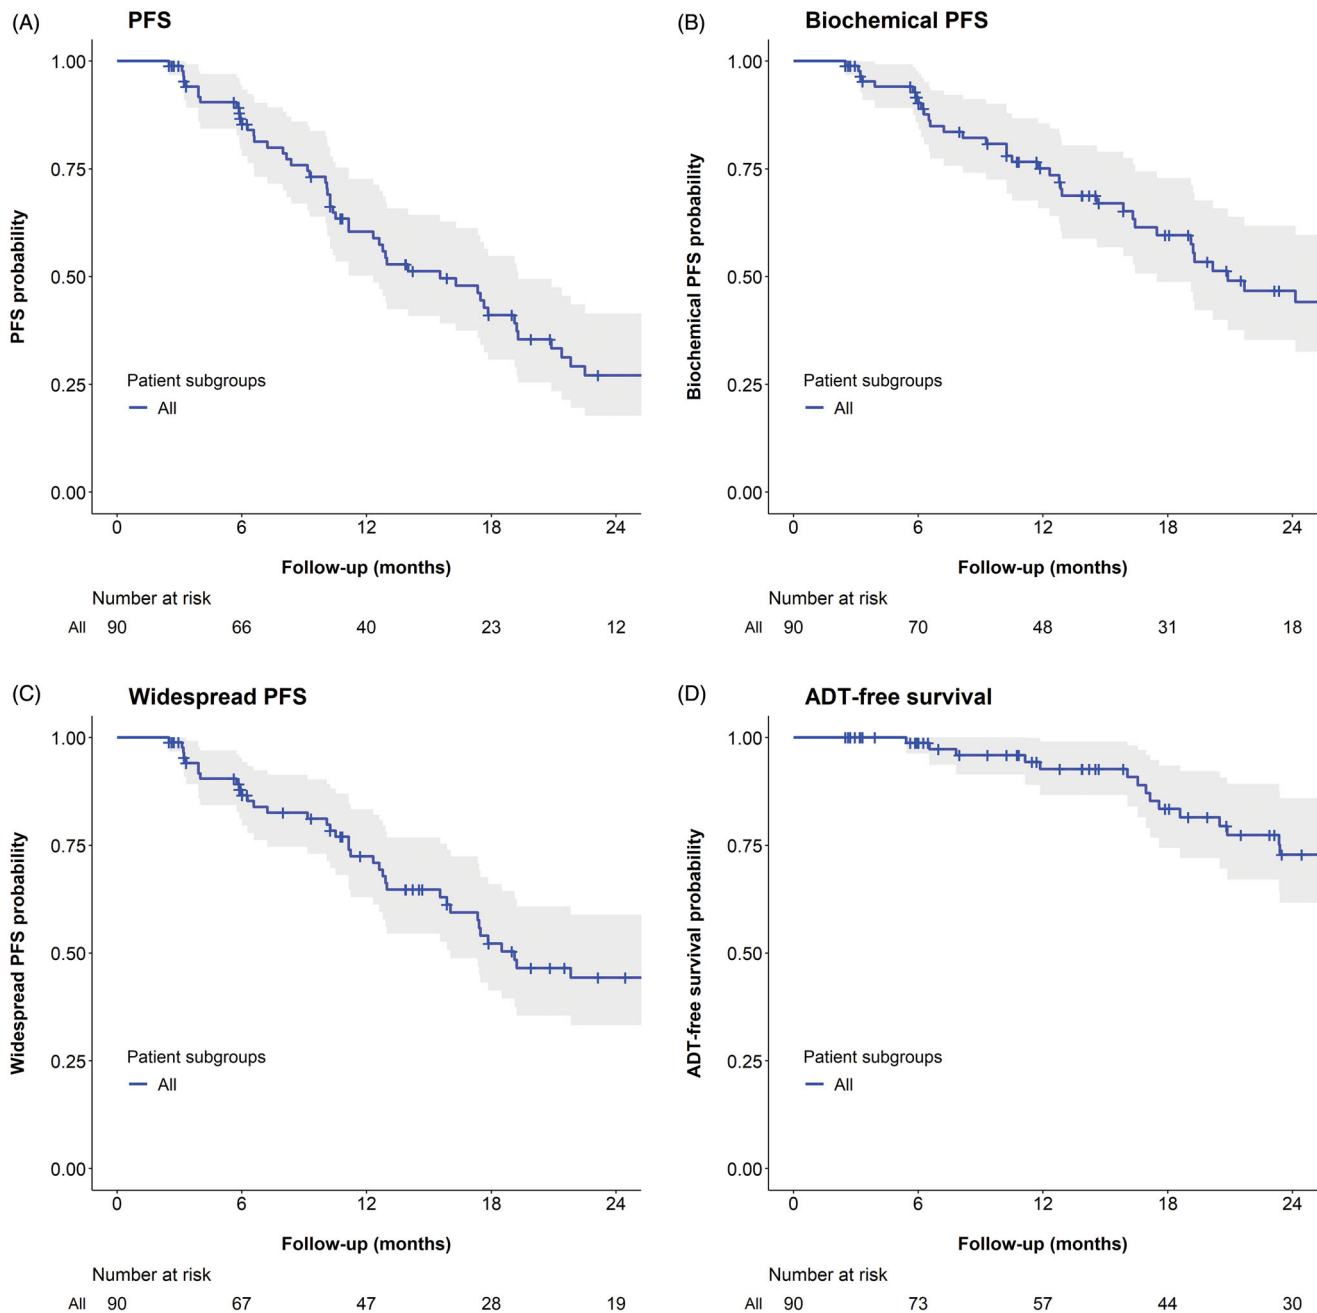 (A) PFS
PFS probability
1.00
0.75
0.50
0.25
0.00
Patient subgroups
All
0 6 12 18 24
Follow-up (months)
Number at risk
All 90 66 40 23 12
(B) Biochemical PFS
Biochemical PFS probability
1.00
0.75
0.50
0.25
0.00
Patient subgroups
All
0 6 12 18 24
Follow-up (months)
Number at risk
All 90 70 48 31 18
(C) Widespread PFS
Widespread PFS probability
1.00
0.75
0.50
0.25
0.00
Patient subgroups
All
0 6 12 18 24
Follow-up (months)
Number at risk
All 90 67 47 28 19
(D) ADT-free survival
ADT-free survival probability
1.00
0.75
0.50
0.25
0.00
Patient subgroups
All
0 6 12 18 24
Follow-up (months)
Number at risk
All 90 73 57 44 30